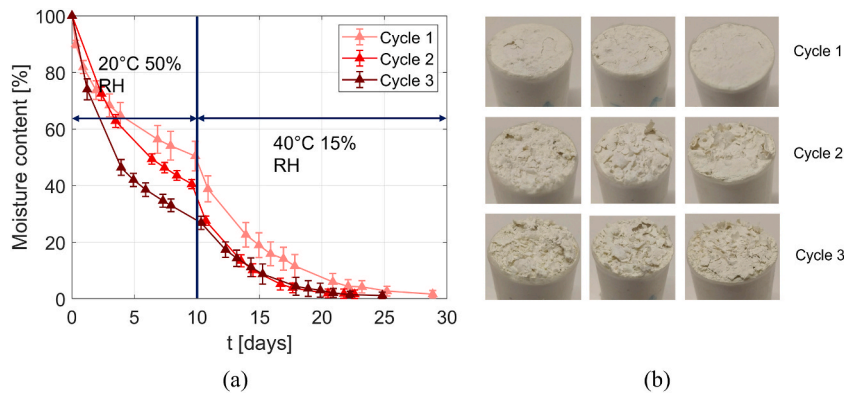 100
80
60
40
20
0
Moisture content [%]
20°C 50%
RH
Cycle 1
Cycle 2
Cycle 3
40°C 15%
RH
0
5
10
15
20
25
30
t [days]
(a)
Cycle 1
Cycle 2
Cycle 3
(b)